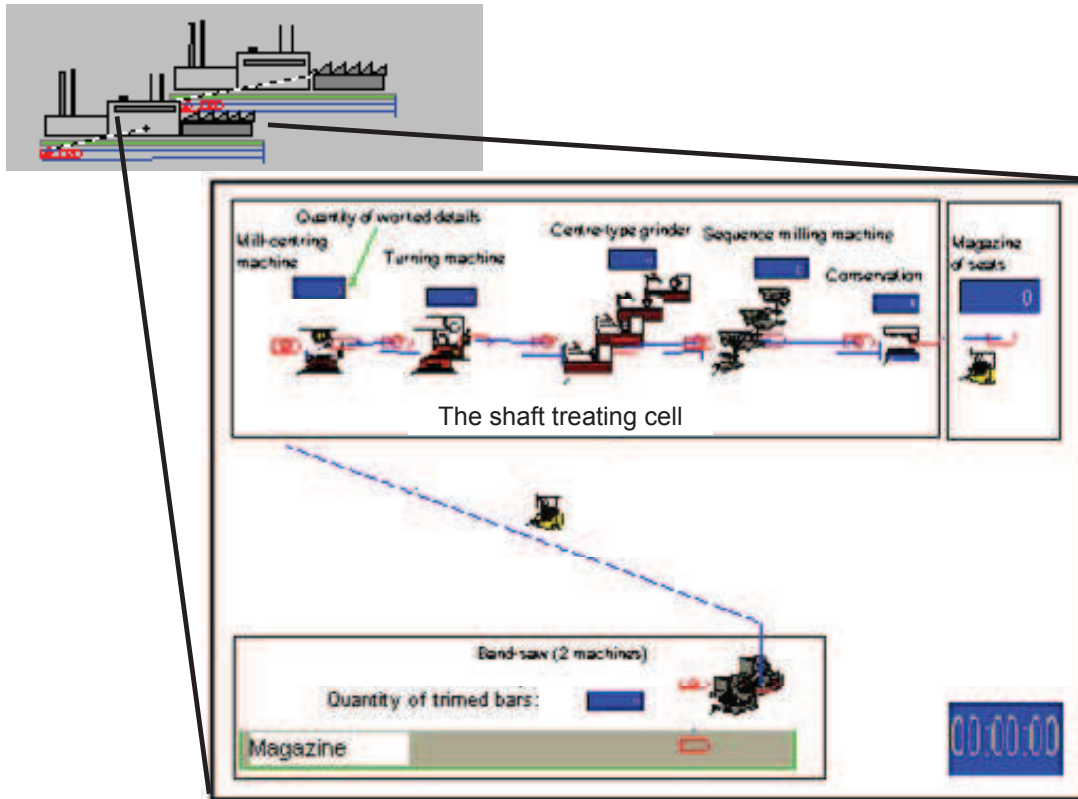 Quantity of worked details
Mill-centring
machine
Turning machine
Centre-type grinder
Sequence milling machine
Conservation
Magazine
of seats
0
The shaft treating cell
Band-saw (2 machines)
Quantity of trimed bars:
Magazine
00:00:00